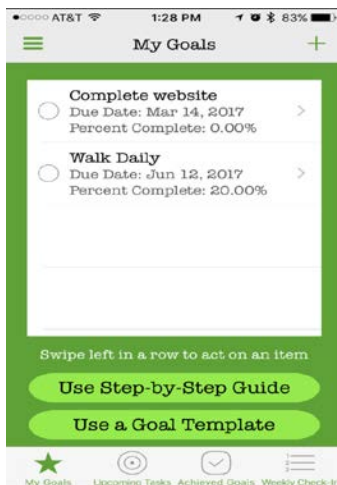 AT&T 1:28 PM 83%
My Goals +
Complete website
Due Date: Mar 14, 2017
Percent Complete: 0.00%
Walk Daily
Due Date: Jun 12, 2017
Percent Complete: 20.00%
Swipe left in a row to act on an item
Use Step-by-Step Guide
Use a Goal Template
My Goals Upcoming Tasks Achieved Goals Weekly Check-In